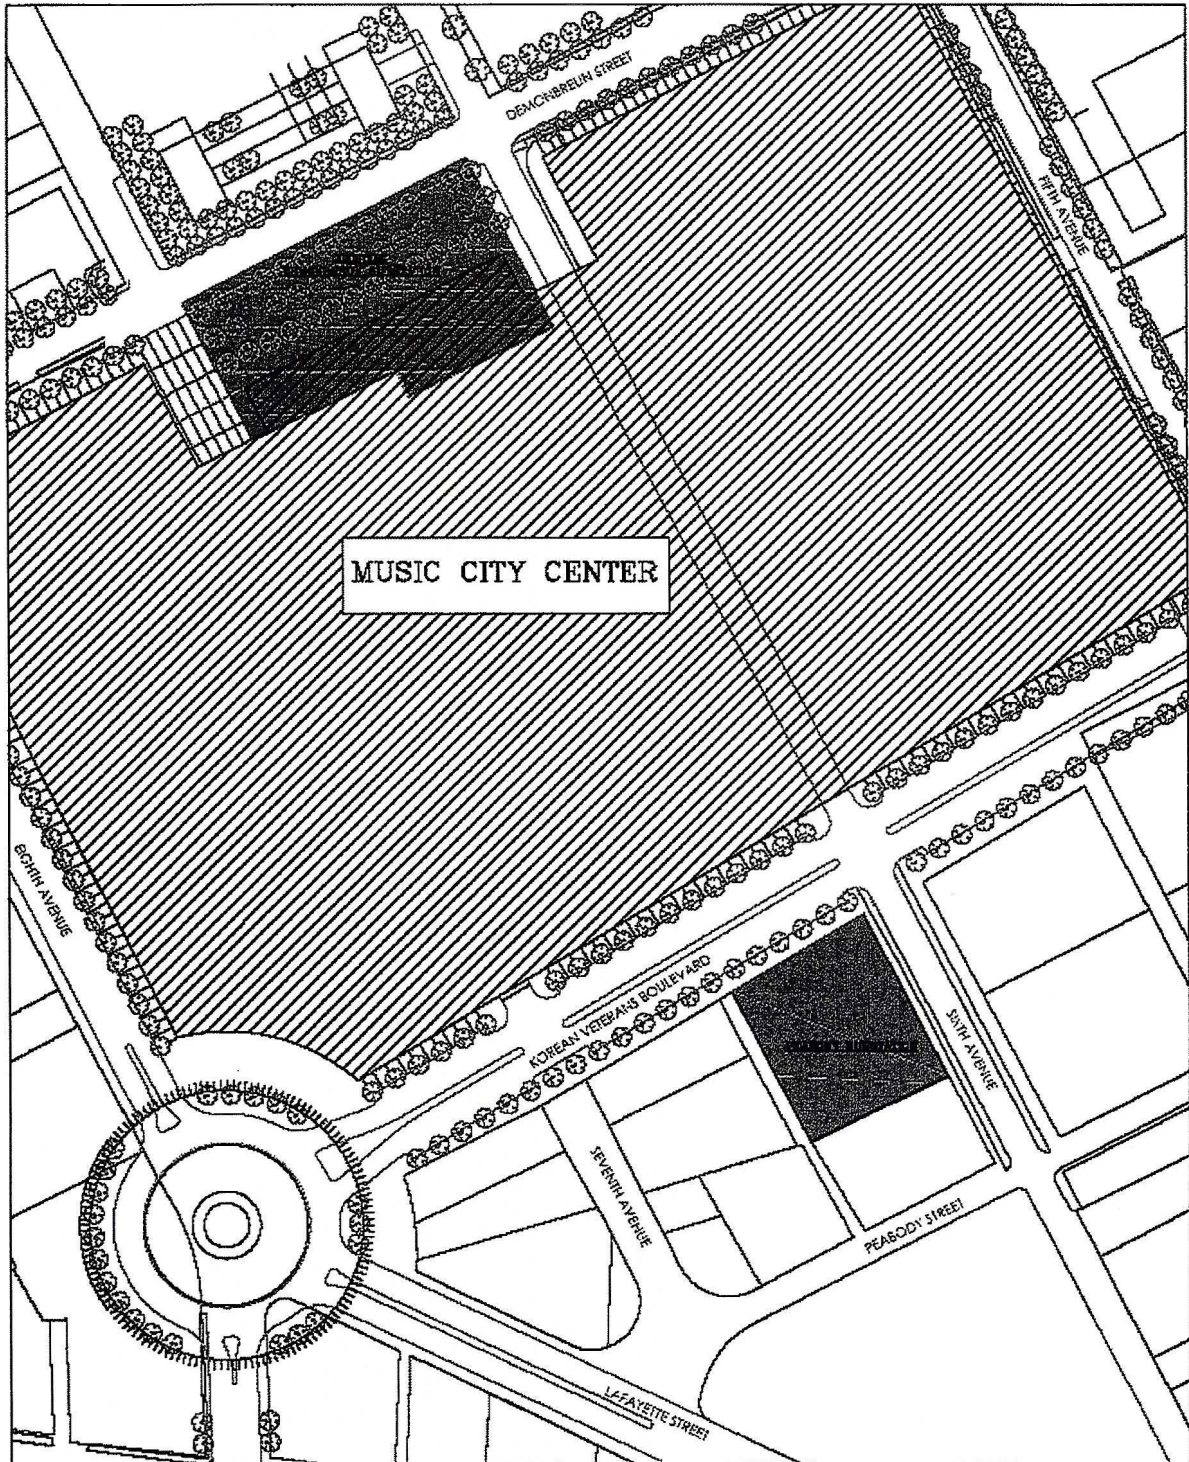 DEMONBREUN STREET
FIFTH AVENUE
MUSIC CITY CENTER
EIGHTH AVENUE
KOREAN VETERANS BOULEVARD
SIXTH AVENUE
SEVENTH AVENUE
PEABODY STREET
LAFAYETTE STREET